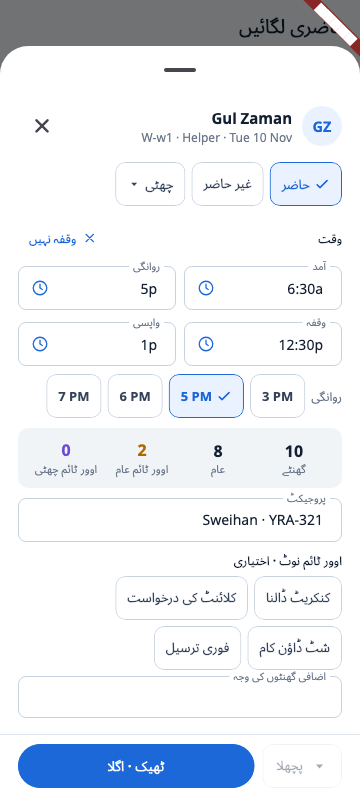 حاضری لگائیں
Gul Zaman
GZ
W-w1 · Helper · Tue 10 Nov
حاضر
غیر حاضر
چھٹی
وقت
وقفہ نہیں
آمد
6:30a
روانگی
5p
وقفہ
12:30p
واپسی
1p
روانگی
3 PM
5 PM
6 PM
7 PM
10
گھنٹے
8
عام
2
اوور ٹائم عام
0
اوور ٹائم چھٹی
پروجیکٹ
Sweihan · YRA-321
اوور ٹائم نوٹ · اختیاری
کنکریٹ ڈالنا
کلائنٹ کی درخواست
شٹ ڈاؤن کام
فوری ترسیل
اضافی گھنٹوں کی وجہ
پچھلا
ٹھیک · اگلا